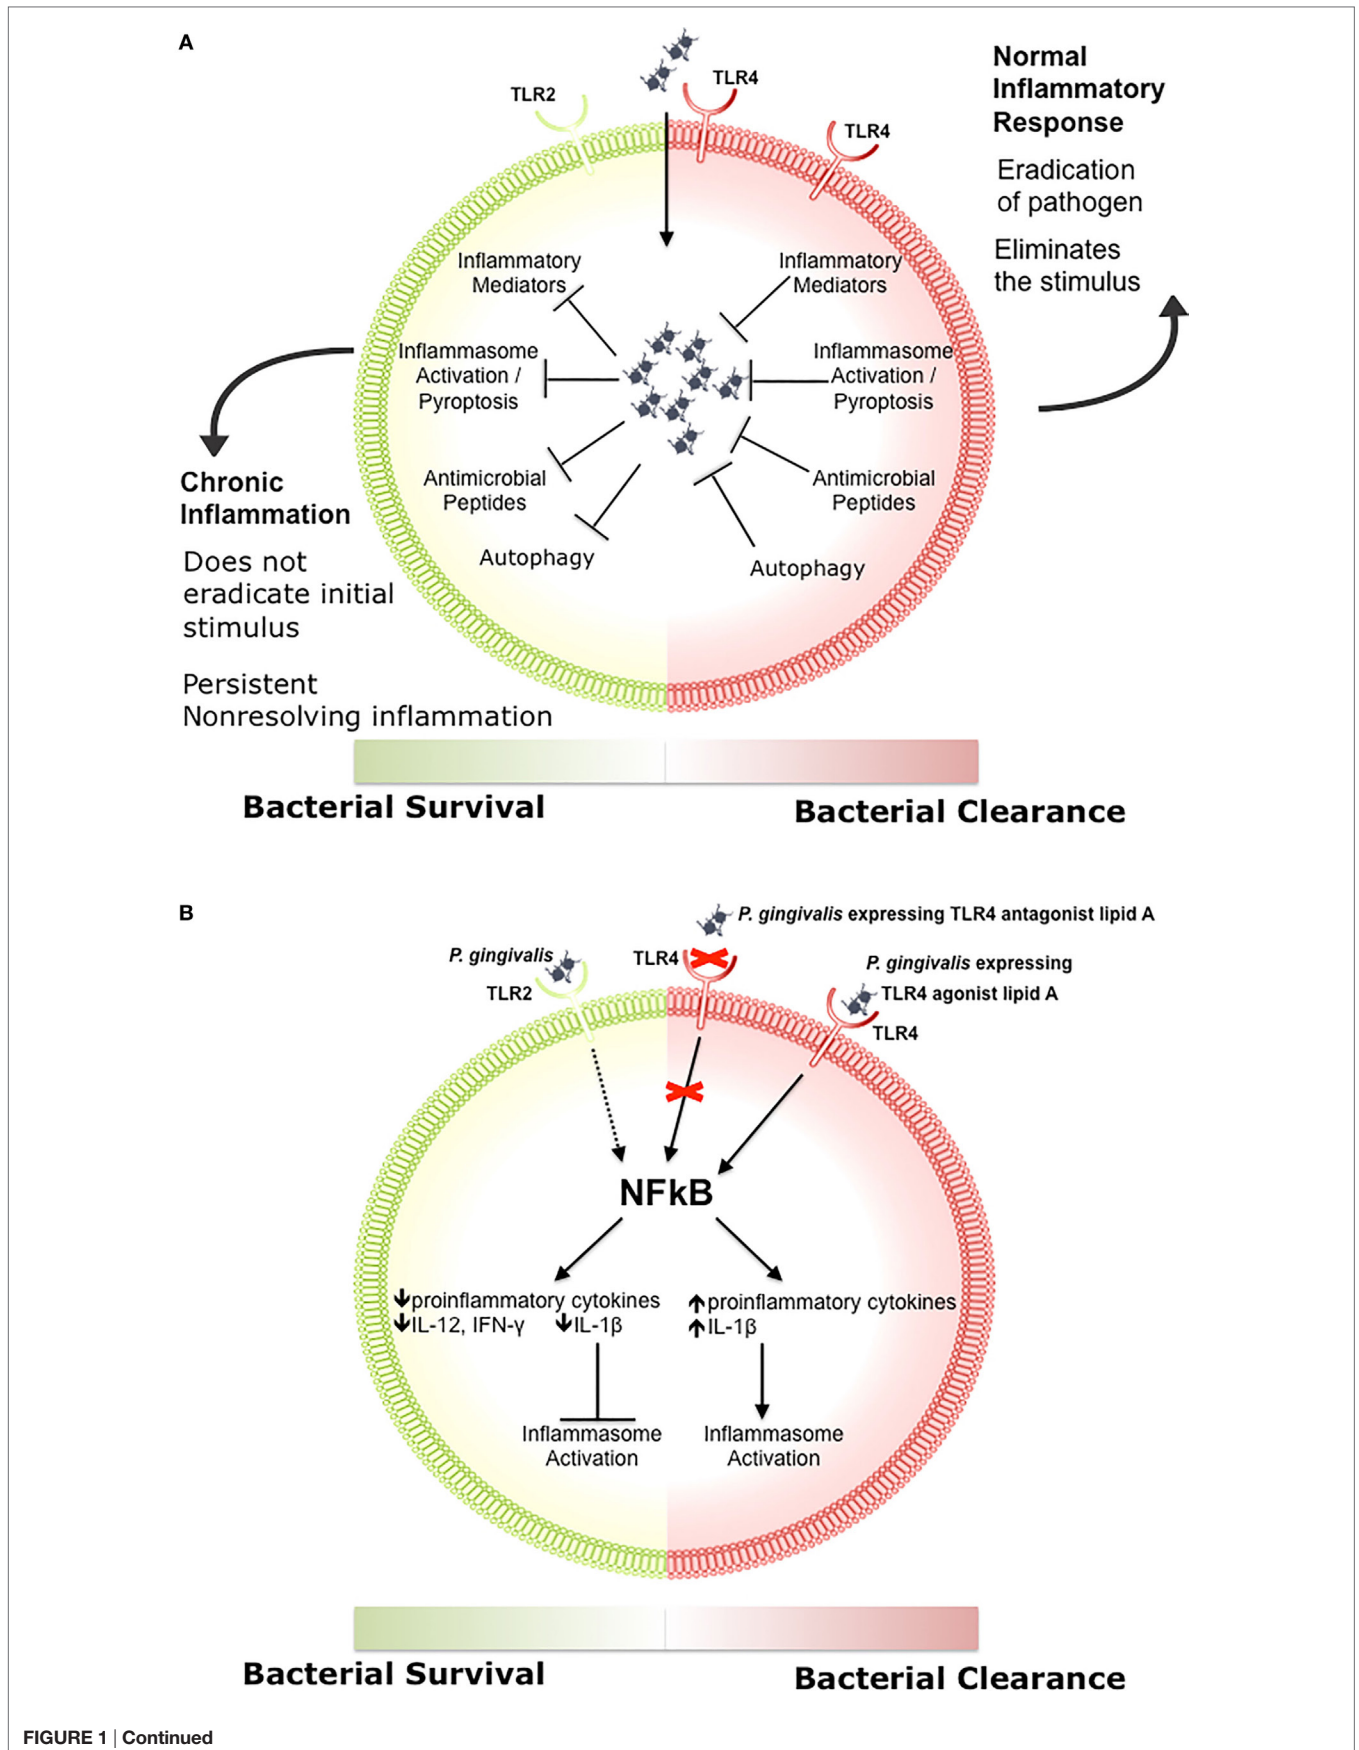 A
TLR2
TLR4
TLR4
Normal
Inflammatory
Response
Eradication
of pathogen
Eliminates
the stimulus
Inflammatory
Mediators
Inflammasome
Activation /
Pyroptosis
Antimicrobial
Peptides
Autophagy
Inflammatory
Mediators
Inflammasome
Activation /
Pyroptosis
Antimicrobial
Peptides
Autophagy
Chronic
Inflammation
Does not
eradicate initial
stimulus
Persistent
Nonresolving inflammation
Bacterial Survival
Bacterial Clearance
B
P. gingivalis expressing TLR4 antagonist lipid A
P. gingivalis
TLR2
TLR4
P. gingivalis expressing
TLR4 agonist lipid A
TLR4
NFkB
↓proinflammatory cytokines
↓IL-12, IFN-γ ↓IL-1β
Inflammasome
Activation
↑proinflammatory cytokines
↑IL-1β
Inflammasome
Activation
Bacterial Survival
Bacterial Clearance
FIGURE 1 | Continued